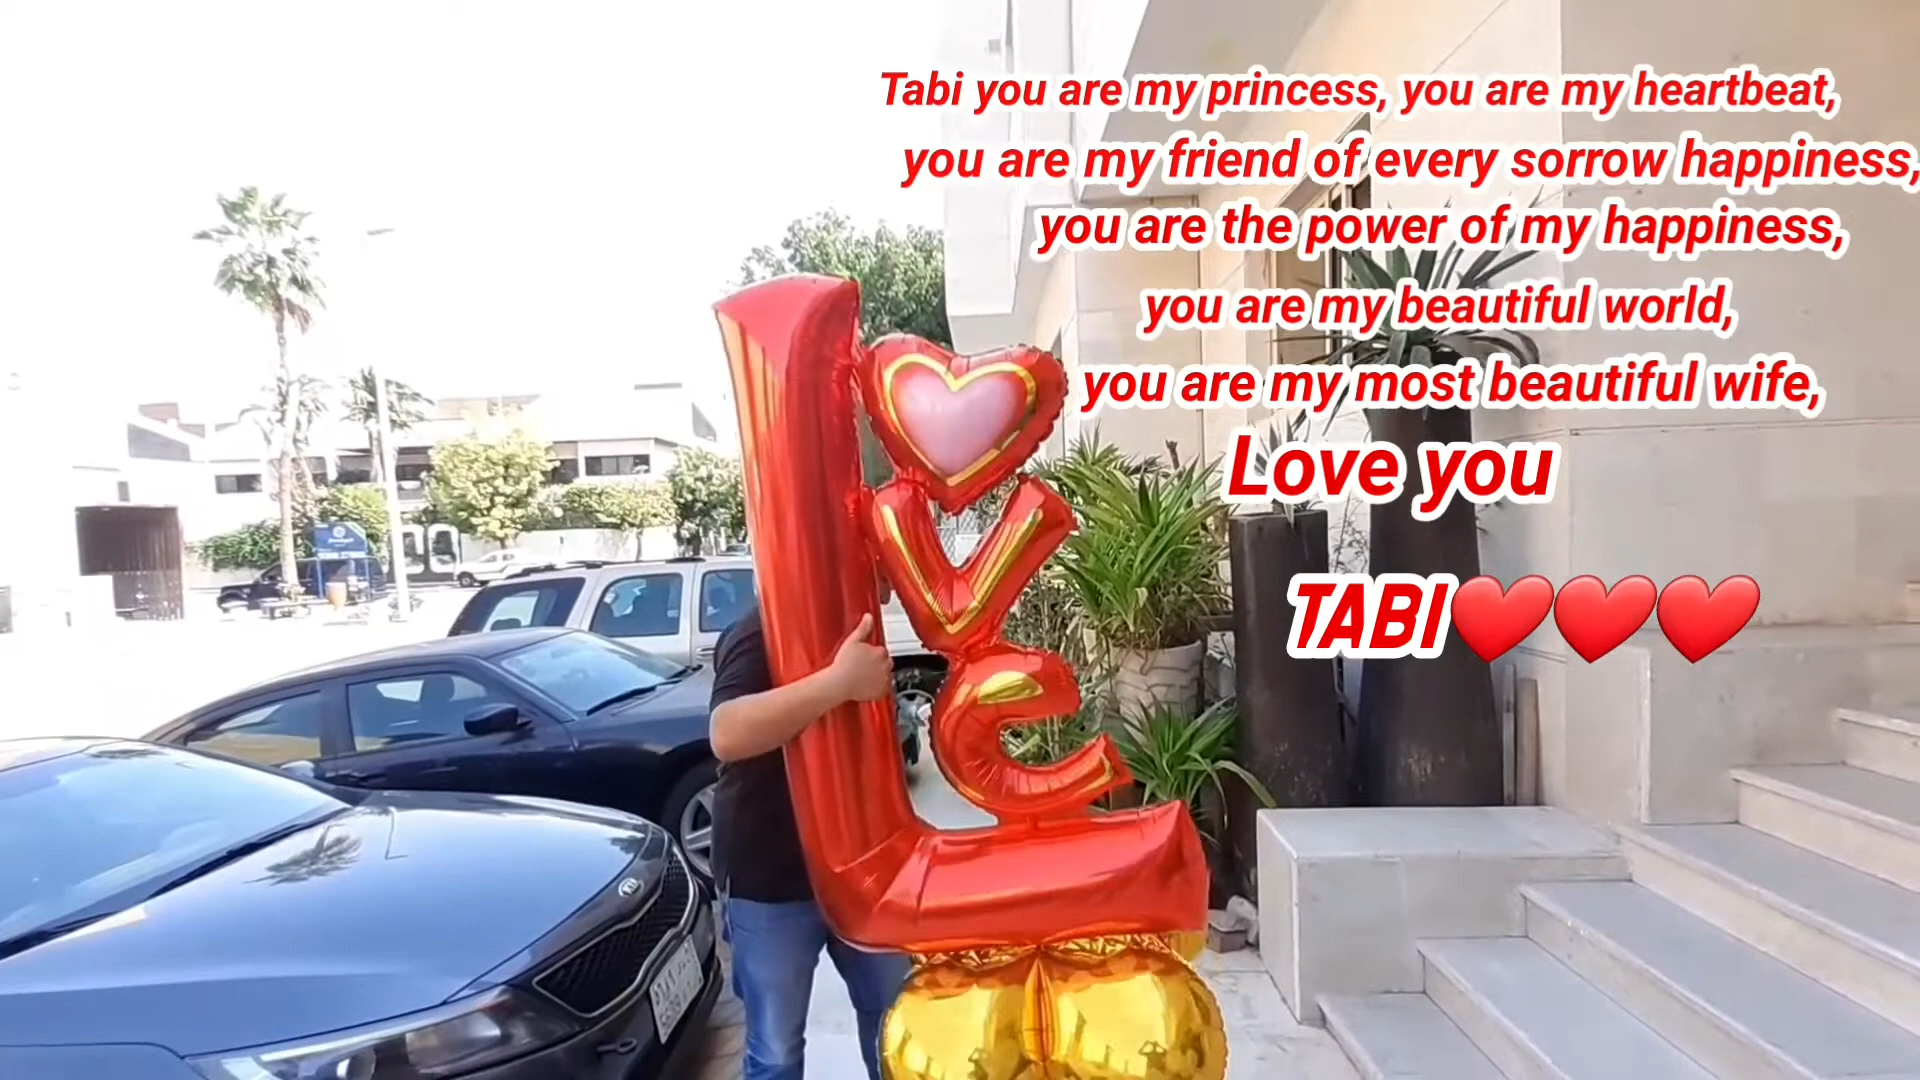 Tabi you are my princess, you are my heartbeat,
you are my friend of every sorrow happiness,
you are the power of my happiness,
you are my beautiful world,
you are my most beautiful wife,
Love you
TABI❤️❤️❤️
L
VE
KIA